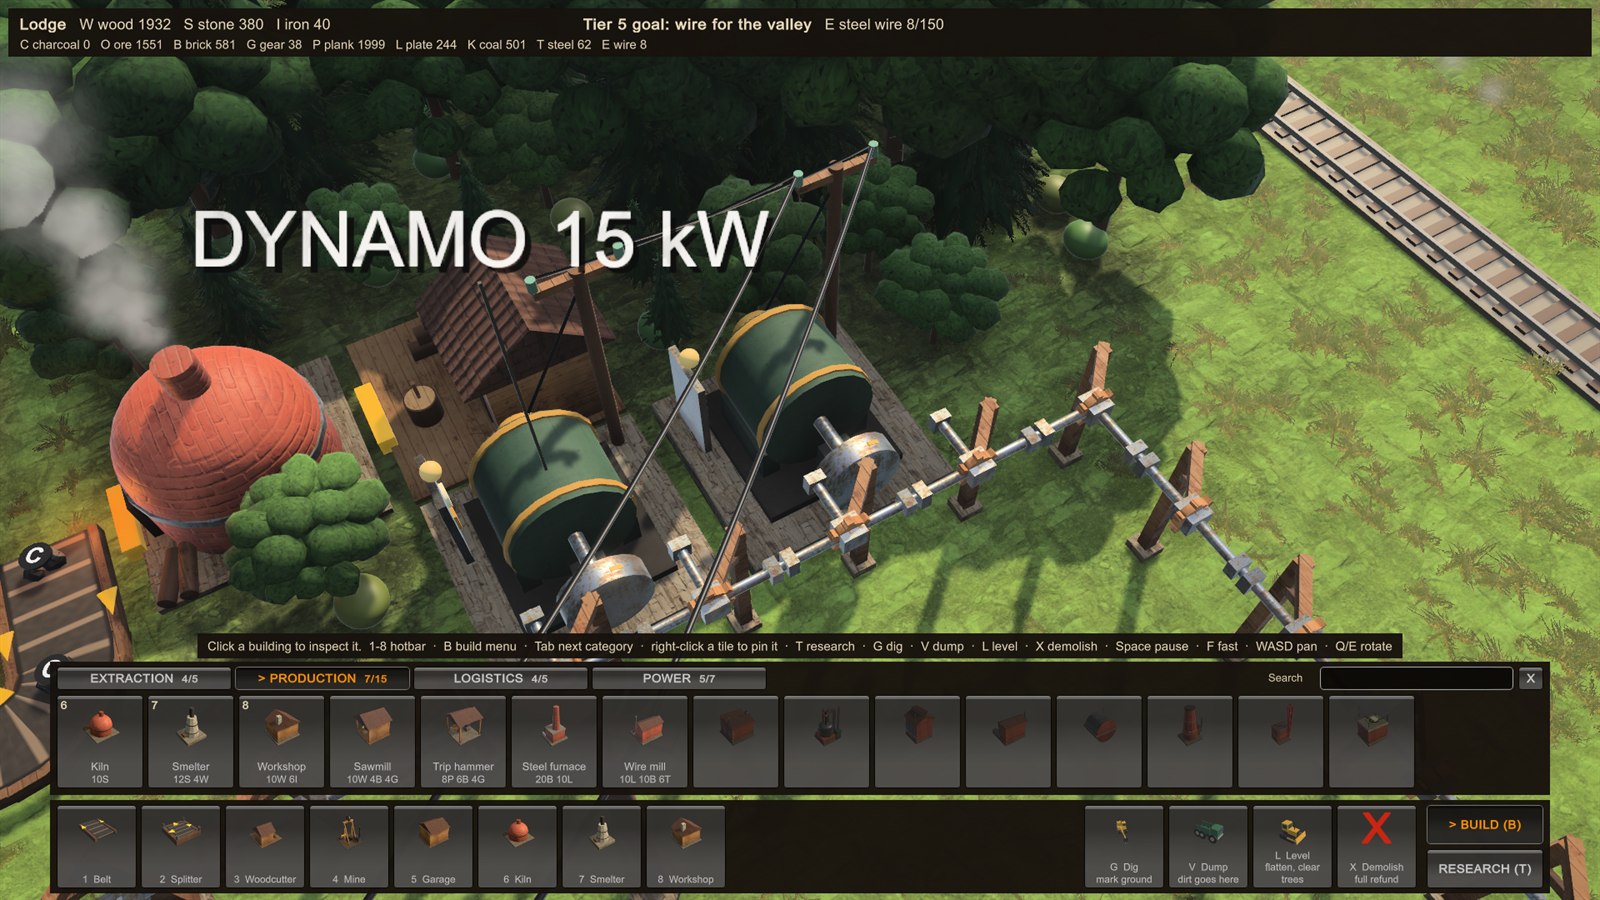 Lodge W wood 1932 S stone 380 I iron 40
Tier 5 goal: wire for the valley E steel wire 8/150
C charcoal 0 O ore 1551 B brick 581 G gear 38 P plank 1999 L plate 244 K coal 501 T steel 62 E wire 8
DYNAMO 15 kW
C
Click a building to inspect it. 1-8 hotbar · B build menu · Tab next category · right-click a tile to pin it · T research · G dig · V dump · L level · X demolish · Space pause · F fast · WASD pan · Q/E rotate
EXTRACTION 4/5
> PRODUCTION 7/15
LOGISTICS 4/5
POWER 5/7
Search
X
6
Kiln
10S
7
Smelter
12S 4W
8
Workshop
10W 6I
Sawmill
10W 4B 4G
Trip hammer
8P 6B 4G
Steel furnace
20B 10L
Wire mill
10L 10B 6T
1 Belt
2 Splitter
3 Woodcutter
4 Mine
5 Garage
6 Kiln
7 Smelter
8 Workshop
G Dig
mark ground
V Dump
dirt goes here
L Level
flatten, clear
trees
X Demolish
full refund
> BUILD (B)
RESEARCH (T)